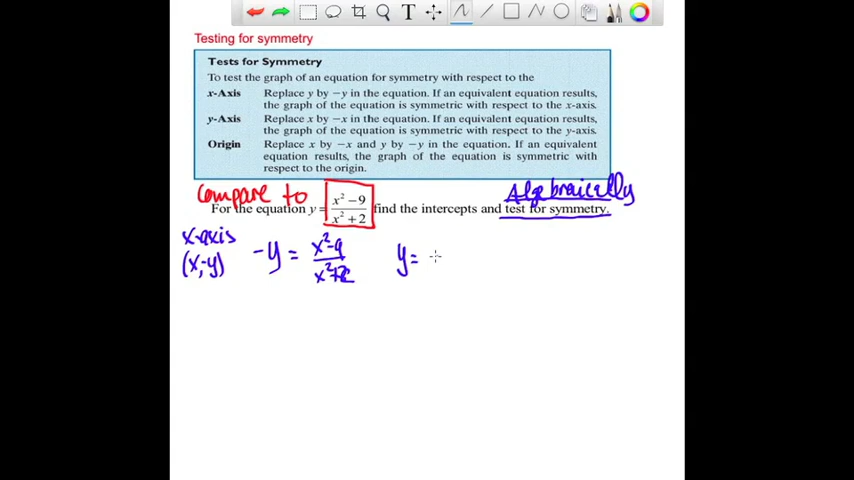 T
Testing for symmetry
Tests for Symmetry
To test the graph of an equation for symmetry with respect to the
x-Axis Replace y by −y in the equation. If an equivalent equation results,
the graph of the equation is symmetric with respect to the x-axis.
y-Axis Replace x by −x in the equation. If an equivalent equation results,
the graph of the equation is symmetric with respect to the y-axis.
Origin Replace x by −x and y by −y in the equation. If an equivalent
equation results, the graph of the equation is symmetric with
respect to the origin.
Compare to Algebraically
For the equation y = (x² − 9)/(x² + 2) find the intercepts and test for symmetry.
x-axis
(x,-y) -y = (x²-9)/(x²+2) y =